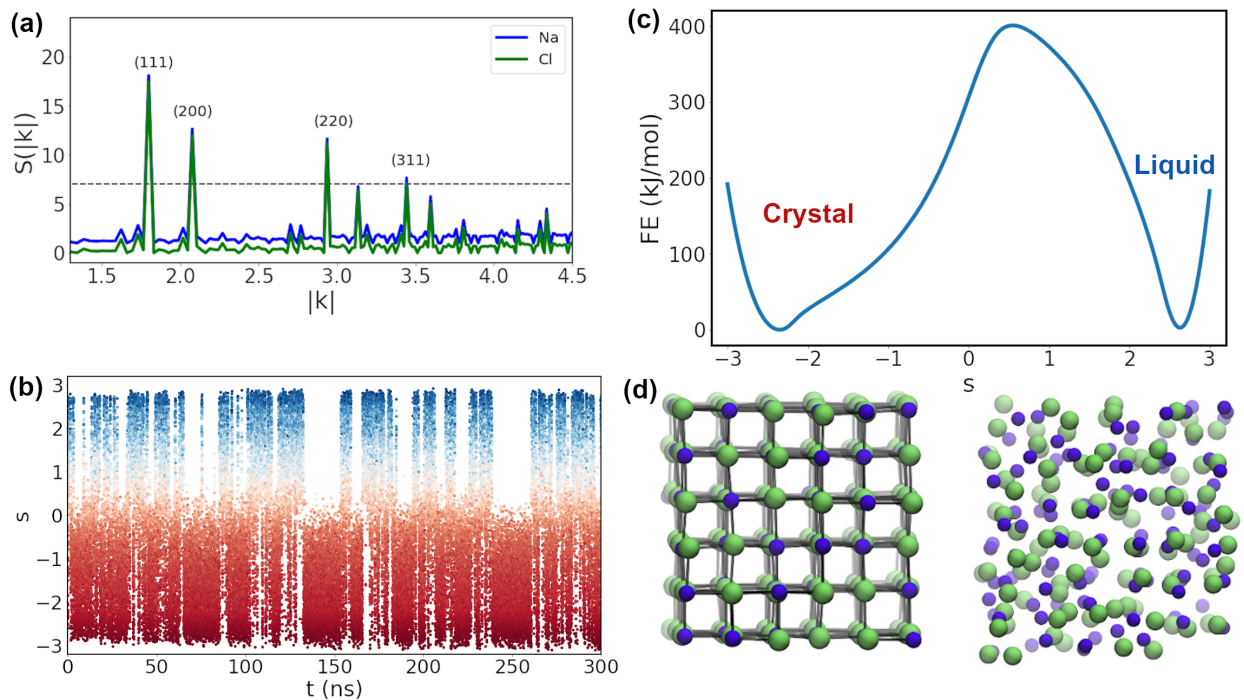 (a)
S(|k|)
20
15
10
5
0
(111)
(200)
(220)
(311)
Na
Cl
1.5 2.0 2.5 3.0 3.5 4.0 4.5
|k|
(b)
s
3
2
1
0
−1
−2
−3
0 50 100 150 200 250 300
t (ns)
(c)
FE (kJ/mol)
400
300
200
100
0
Crystal
Liquid
−3 −2 −1 0 1 2 3
s
(d)